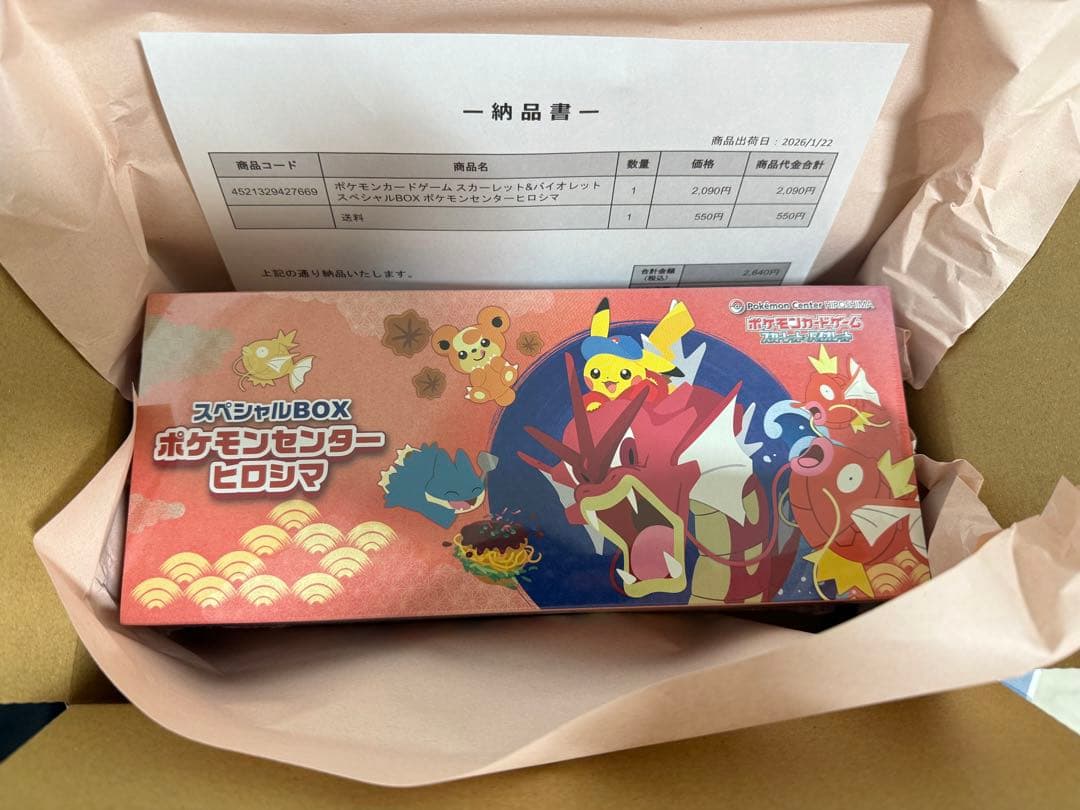 ー納品書ー
商品出荷日：2026/1/22
商品コード 商品名 数量 価格 商品代金合計
4521329427669 ポケモンカードゲーム スカーレット&バイオレット スペシャルBOX ポケモンセンターヒロシマ 1 2,090円 2,090円
送料 1 550円 550円
上記の通り納品いたします。
合計金額
(税込) 2,640円
Pokémon Center HIROSHIMA
ポケモンカードゲーム
スカーレット&バイオレット
スペシャルBOX
ポケモンセンター
ヒロシマ